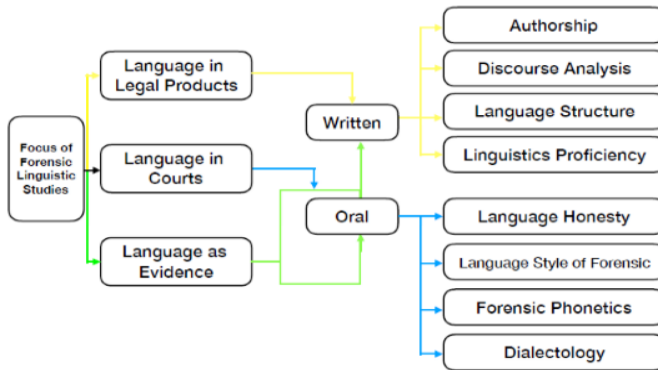 Focus of
Forensic
Linguistic
Studies
Language in
Legal Products
Language in
Courts
Language as
Evidence
Written
Oral
Authorship
Discourse Analysis
Language Structure
Linguistics Proficiency
Language Honesty
Language Style of Forensic
Forensic Phonetics
Dialectology